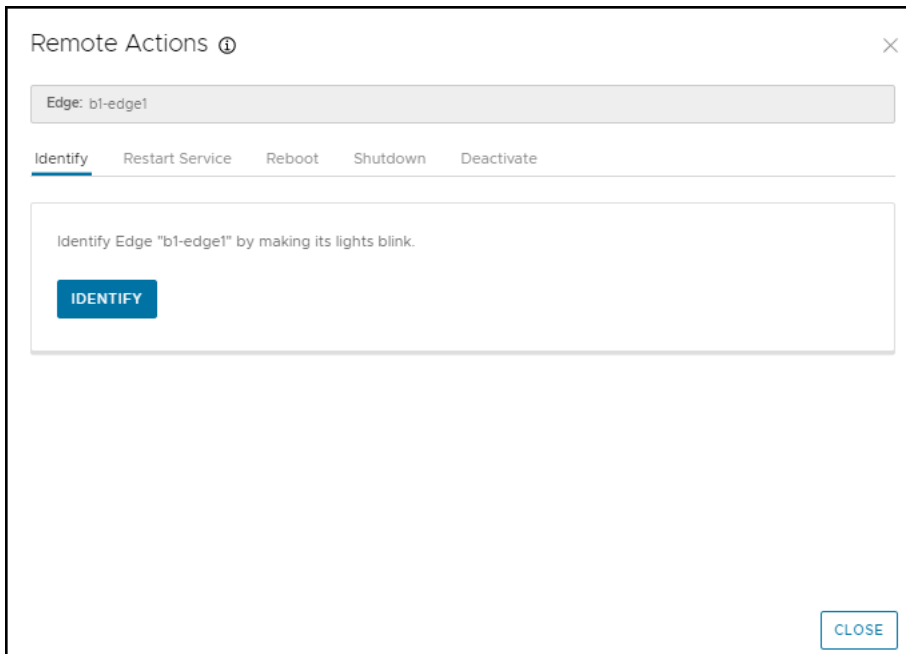 Remote Actions
Edge: b1-edge1
Identify Restart Service Reboot Shutdown Deactivate
Identify Edge "b1-edge1" by making its lights blink.
IDENTIFY
CLOSE